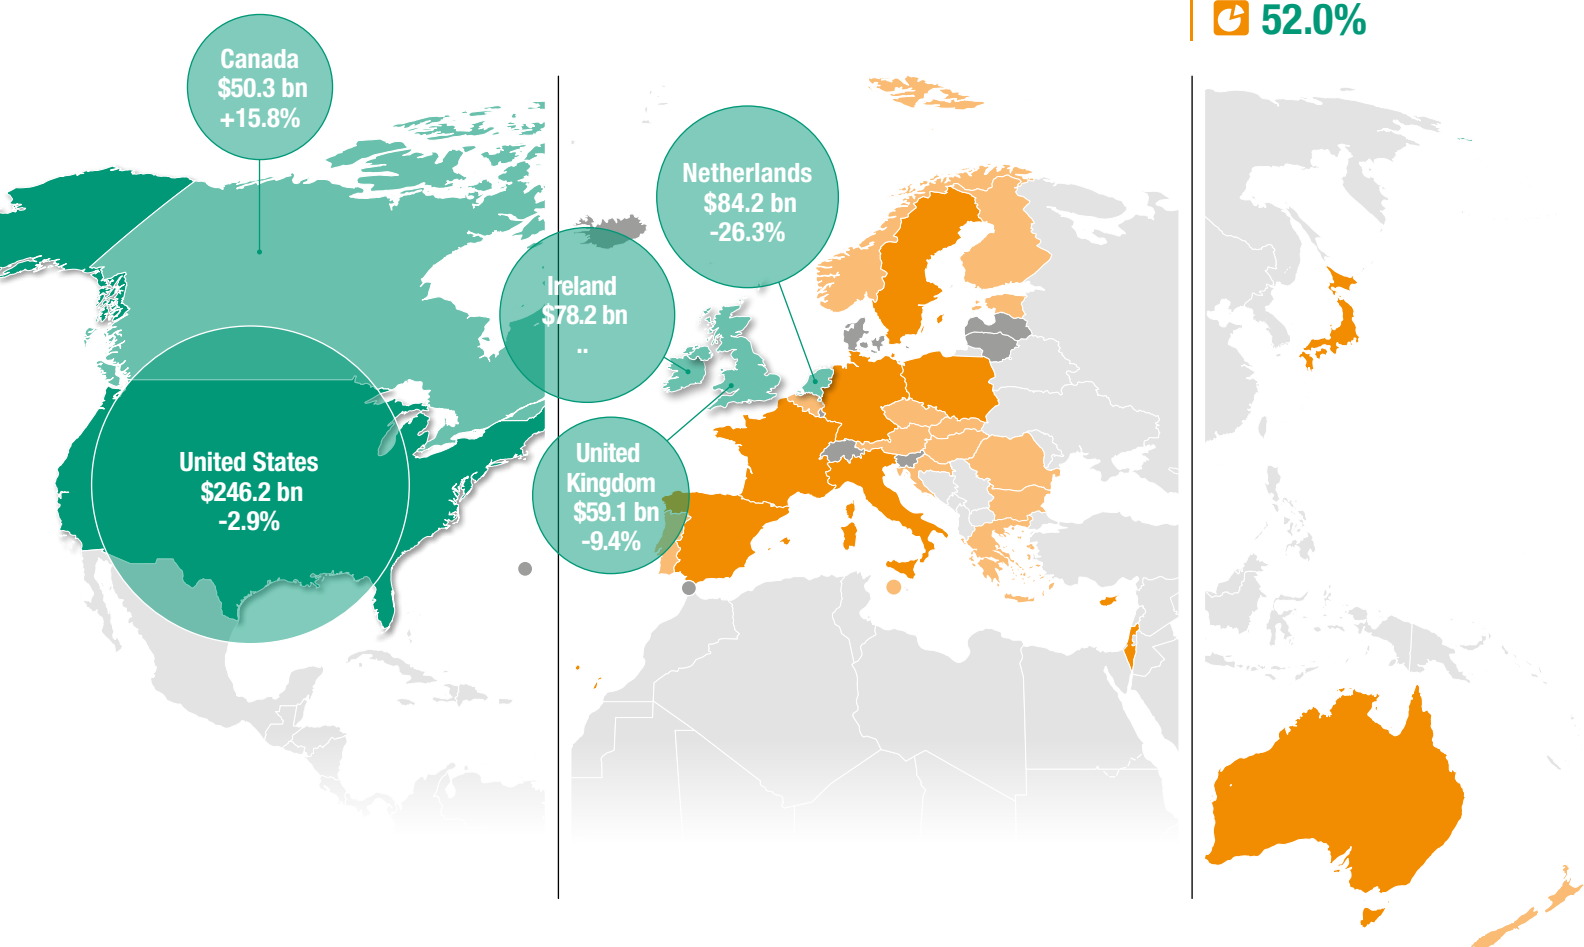 52.0%
Canada
$50.3 bn
+15.8%
Netherlands
$84.2 bn
-26.3%
Ireland
$78.2 bn
..
United
Kingdom
$59.1 bn
-9.4%
United States
$246.2 bn
-2.9%